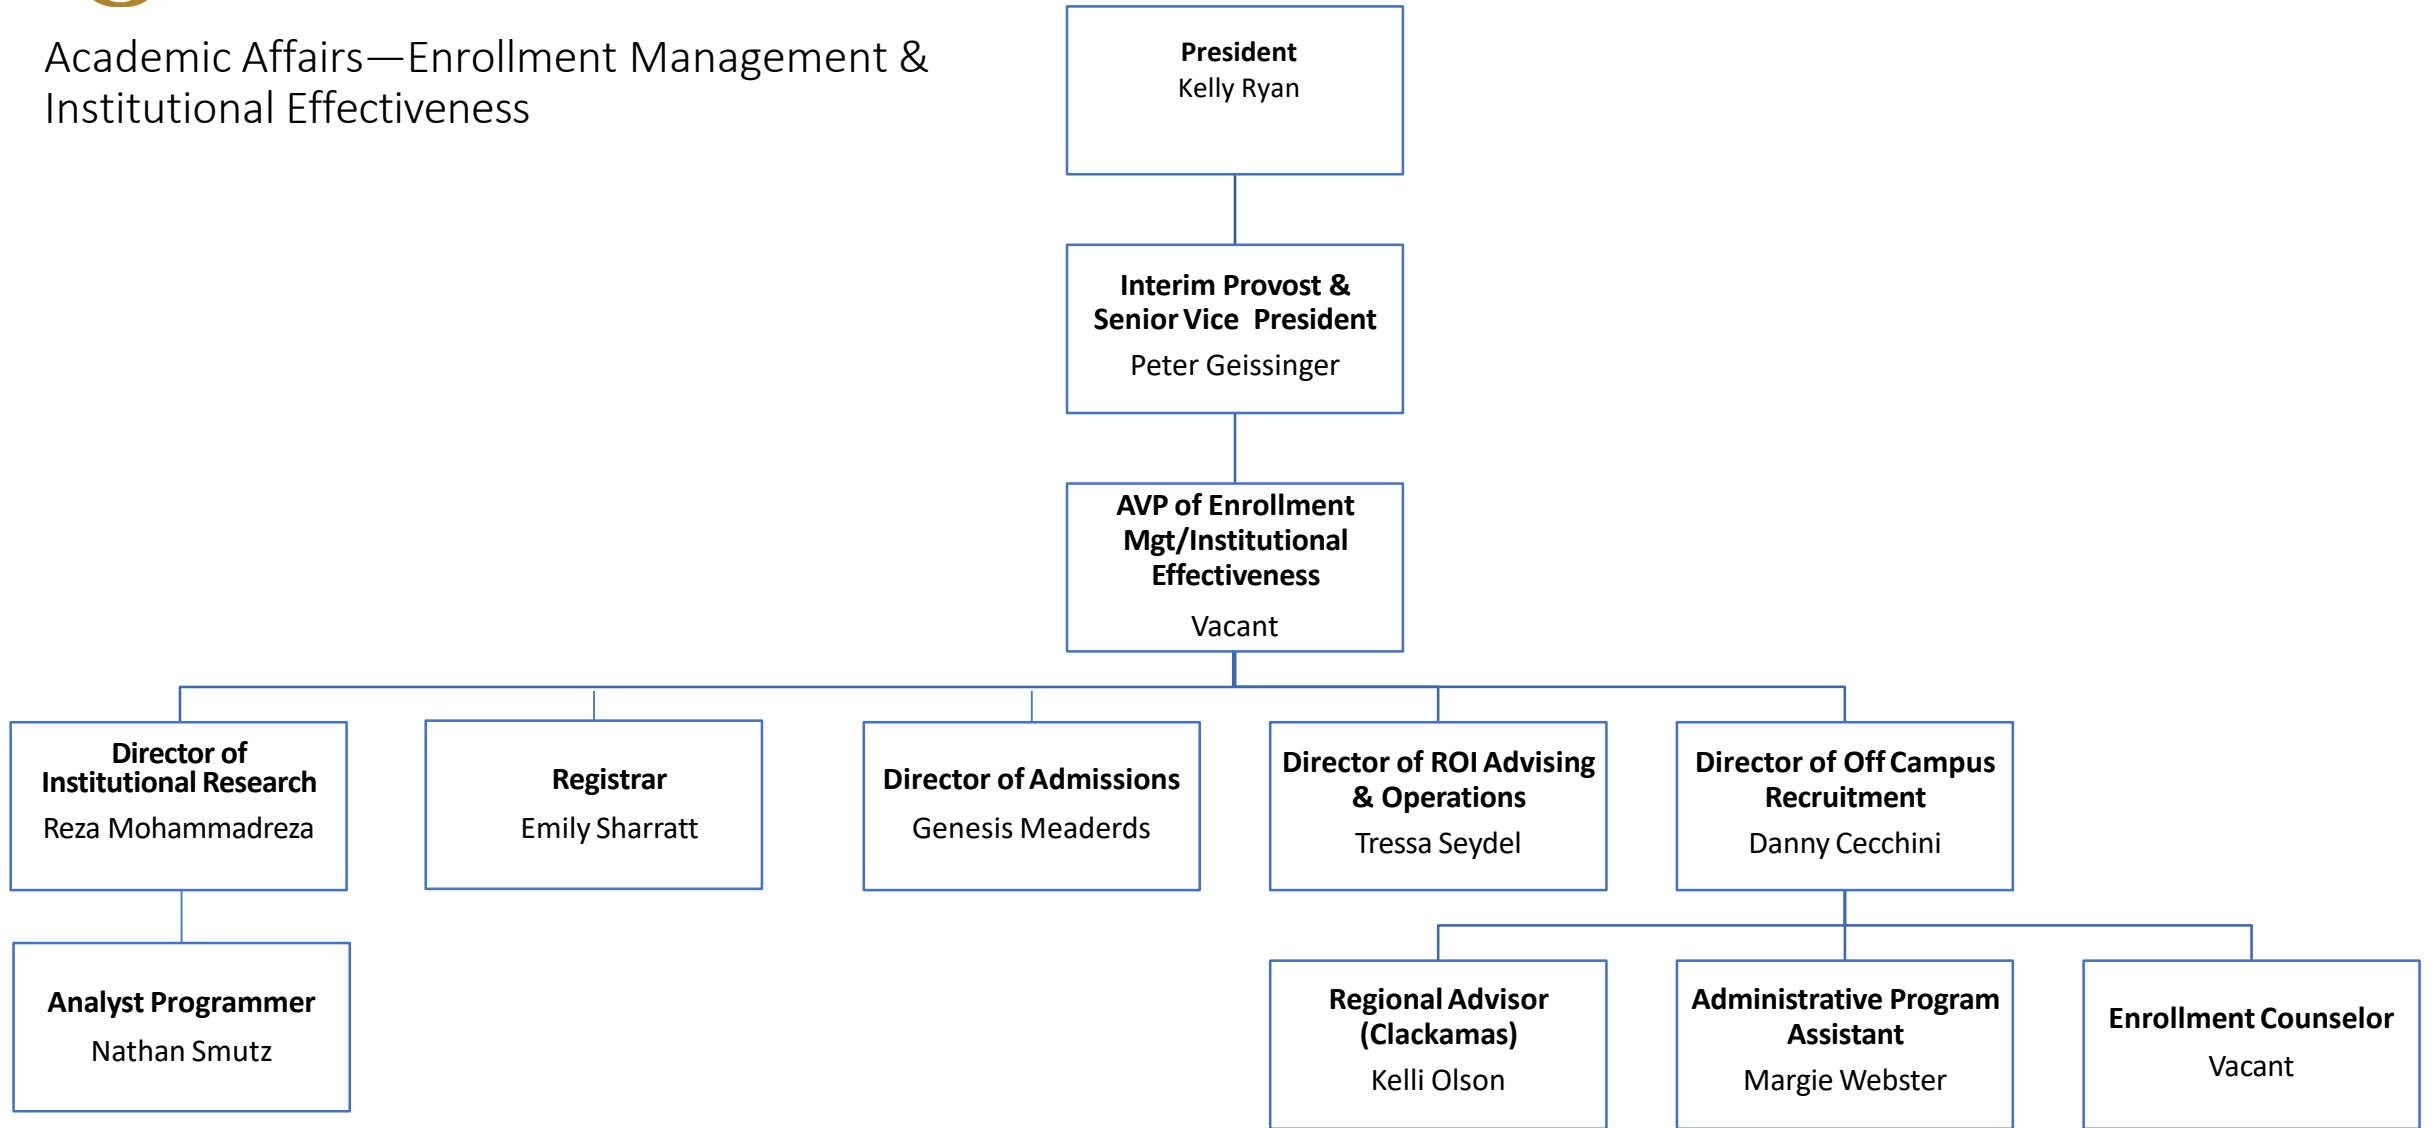 Academic Affairs—Enrollment Management &
Institutional Effectiveness
President
Kelly Ryan
Interim Provost &
Senior Vice President
Peter Geissinger
AVP of Enrollment
Mgt/Institutional
Effectiveness
Vacant
Director of
Institutional Research
Reza Mohammadreza
Registrar
Emily Sharratt
Director of Admissions
Genesis Meaderds
Director of ROI Advising
& Operations
Tressa Seydel
Director of Off Campus
Recruitment
Danny Cecchini
Analyst Programmer
Nathan Smutz
Regional Advisor
(Clackamas)
Kelli Olson
Administrative Program
Assistant
Margie Webster
Enrollment Counselor
Vacant